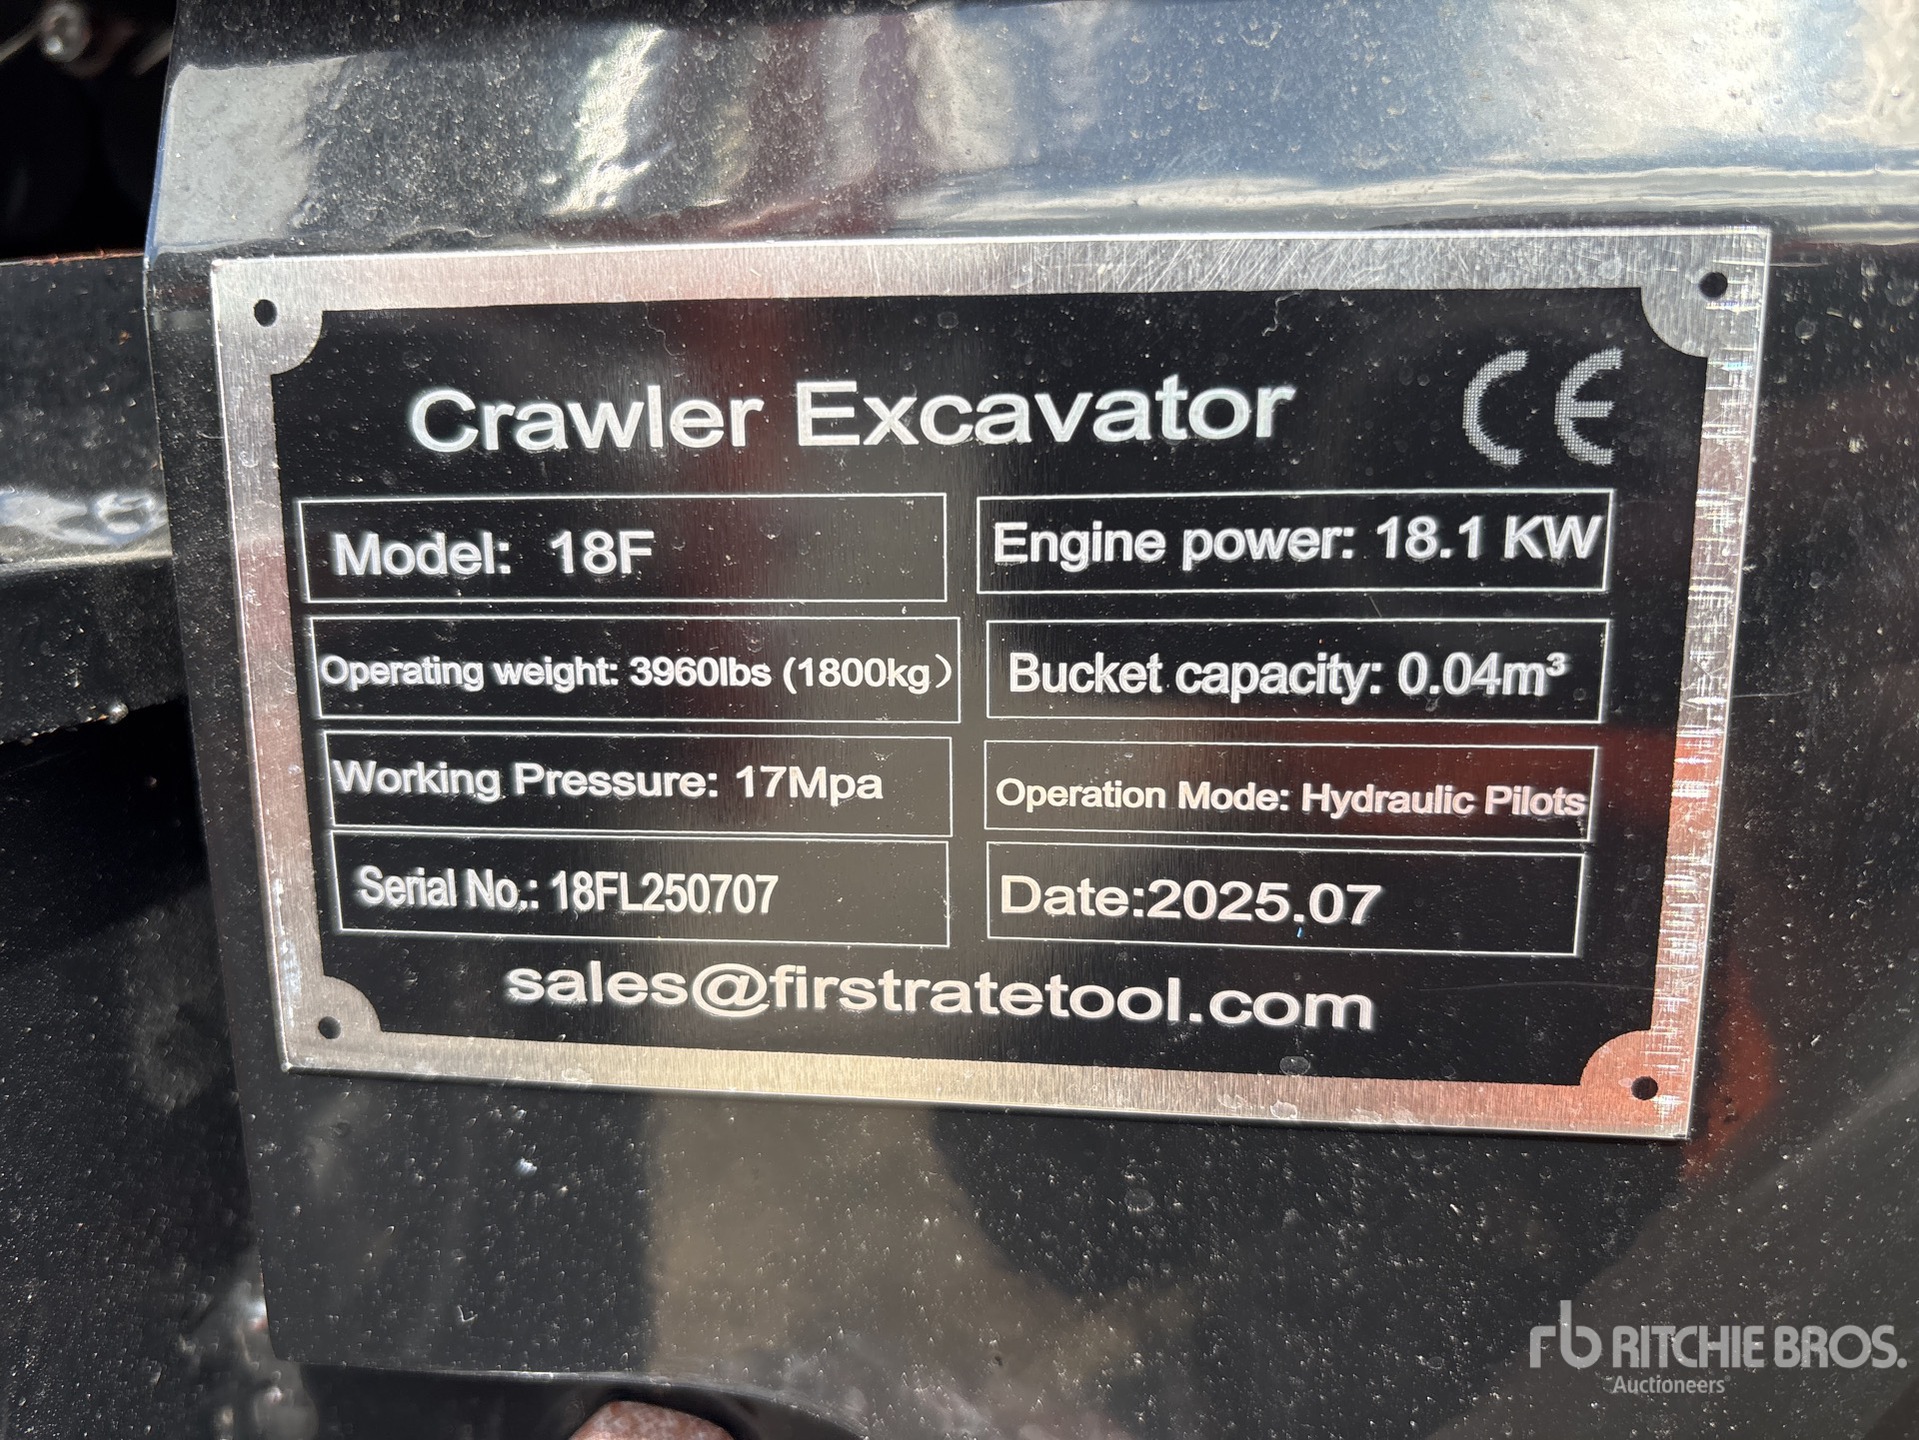 Crawler Excavator CE
Model: 18F
Engine power: 18.1 KW
Operating weight: 3960lbs (1800kg）
Bucket capacity: 0.04m³
Working Pressure: 17Mpa
Operation Mode: Hydraulic Pilots
Serial No.: 18FL250707
Date:2025.07
sales@firstratetool.com
rb RITCHIE BROS.
Auctioneers